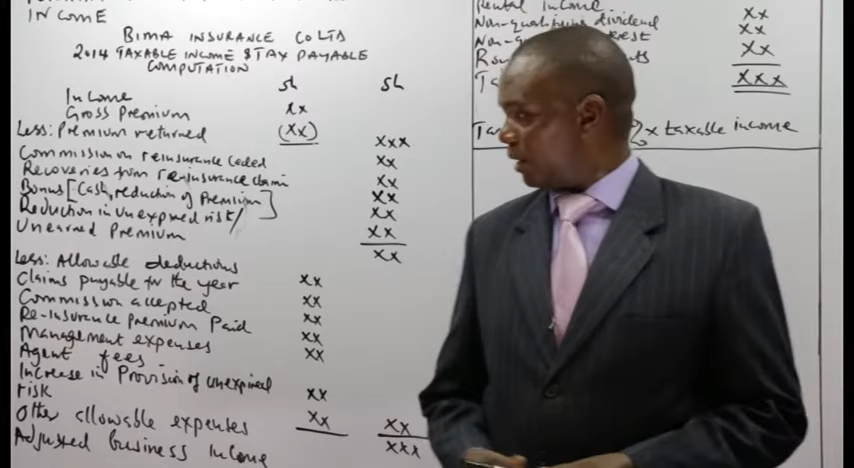 INCOME
BIMA INSURANCE CO LTD
2014 TAXABLE INCOME & TAX PAYABLE
COMPUTATION
sh sh
Income
Gross Premium xx
Less: Premium returned (xx) xxx
Commission reinsurance ceded xx
Recoveries from reinsurance claim xx
Bonus [Cash, reduction of Premium] xx
Reduction in unexpired risk/ xx
Unearned Premium xx
xx
Less: Allowable deductions
Claims payable for the year xx
Commission accepted xx
Re-Insurance Premium Paid xx
Management expenses xx
Agent fees xx
Increase in Provision of unexpired
risk xx
Other allowable expenses xx xx
Adjusted business Income xxx
Rental Income xx
Non-qualifying dividend xx
xx
xxx
x taxable income